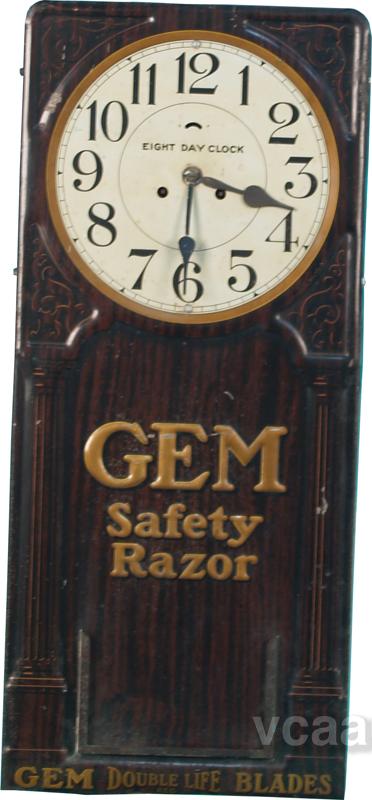 12
11 1
10 2
EIGHT DAY CLOCK
9 3
8 4
7 5
6
GEM
Safety
Razor
GEM DOUBLE LIFE BLADES
vcaa